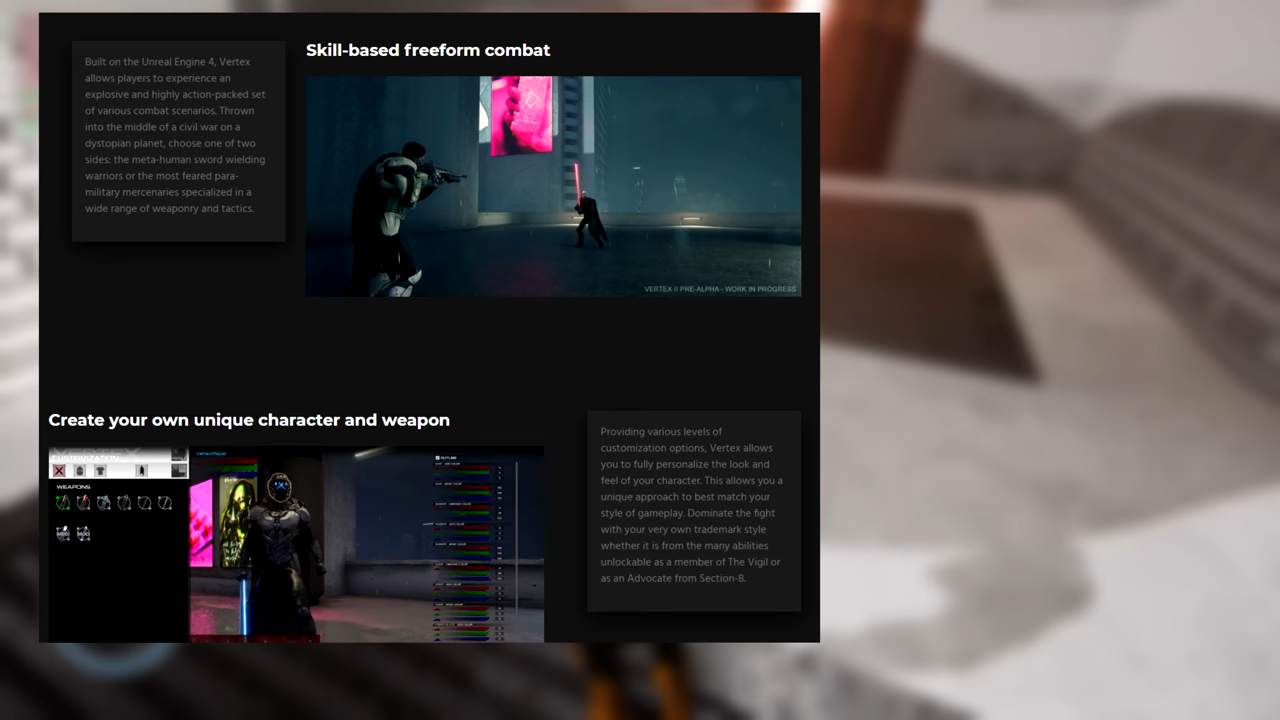 Skill-based freeform combat
Built on the Unreal Engine 4, Vertex
allows players to experience an
explosive and highly action-packed set
of various combat scenarios. Thrown
into the middle of a civil war on a
dystopian planet, choose one of two
sides: the meta-human sword wielding
warriors or the most feared para-
military mercenaries specialized in a
wide range of weaponry and tactics.
VERTEX // PRE-ALPHA - WORK IN PROGRESS
Create your own unique character and weapon
CUSTOMIZATION
WEAPONS
VertexPlayer
OUTLINE
Providing various levels of
customization options, Vertex allows
you to fully personalize the look and
feel of your character. This allows you a
unique approach to best match your
style of gameplay. Dominate the fight
with your very own trademark style
whether it is from the many abilities
unlockable as a member of The Vigil or
as an Advocate from Section-8.